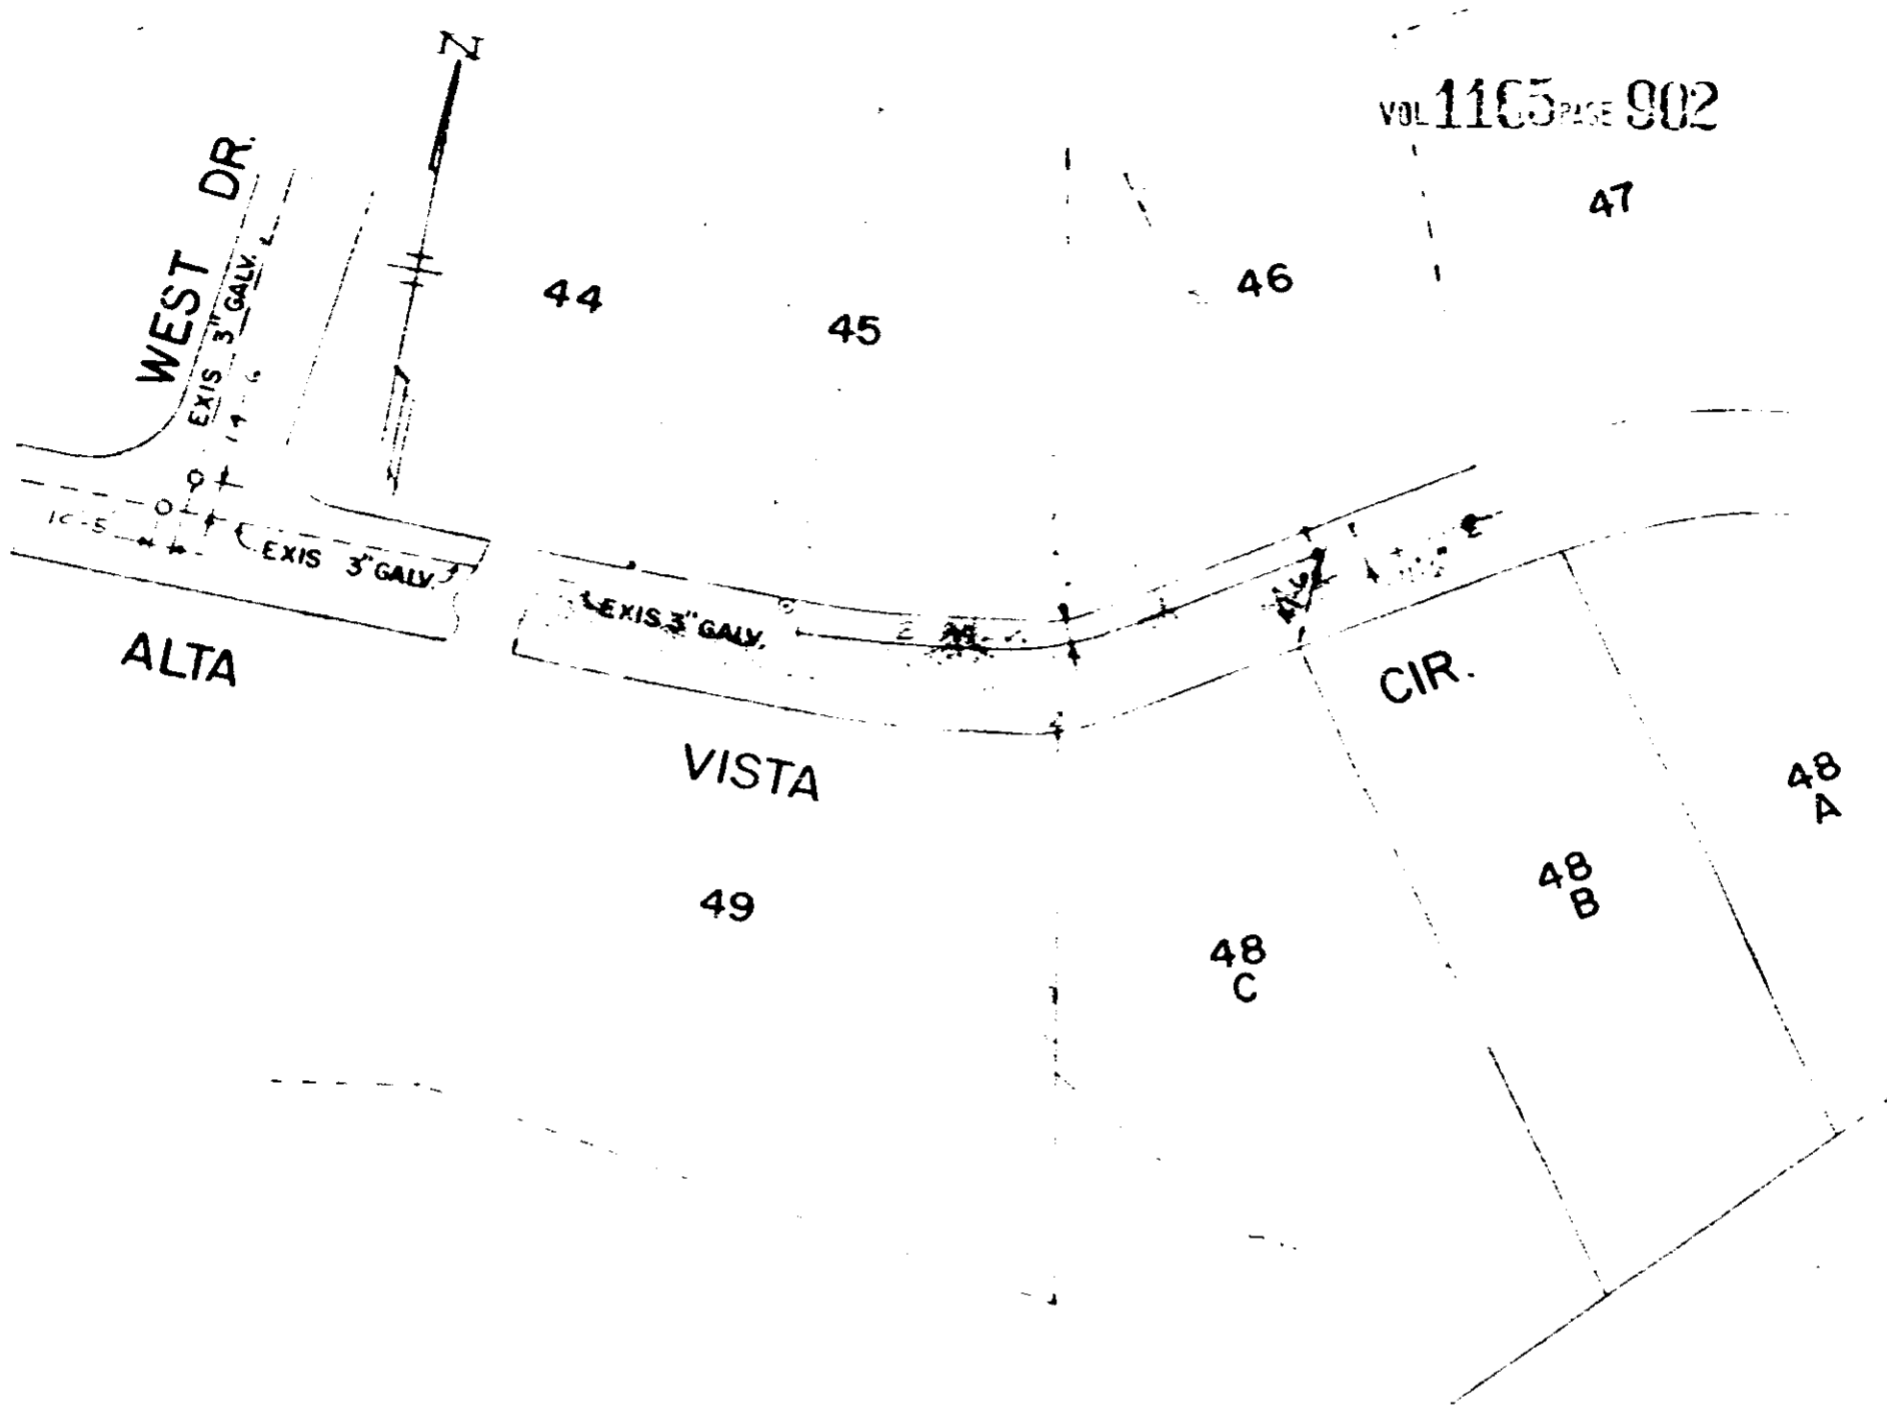 N
VOL 1165 PAGE 902
WEST DR.
EXIS 3" GALV.
44
45
46
47
EXIS 3" GALV.
EXIS 3" GALV.
ALTA
VISTA
CIR.
48
A
48
B
48
C
49